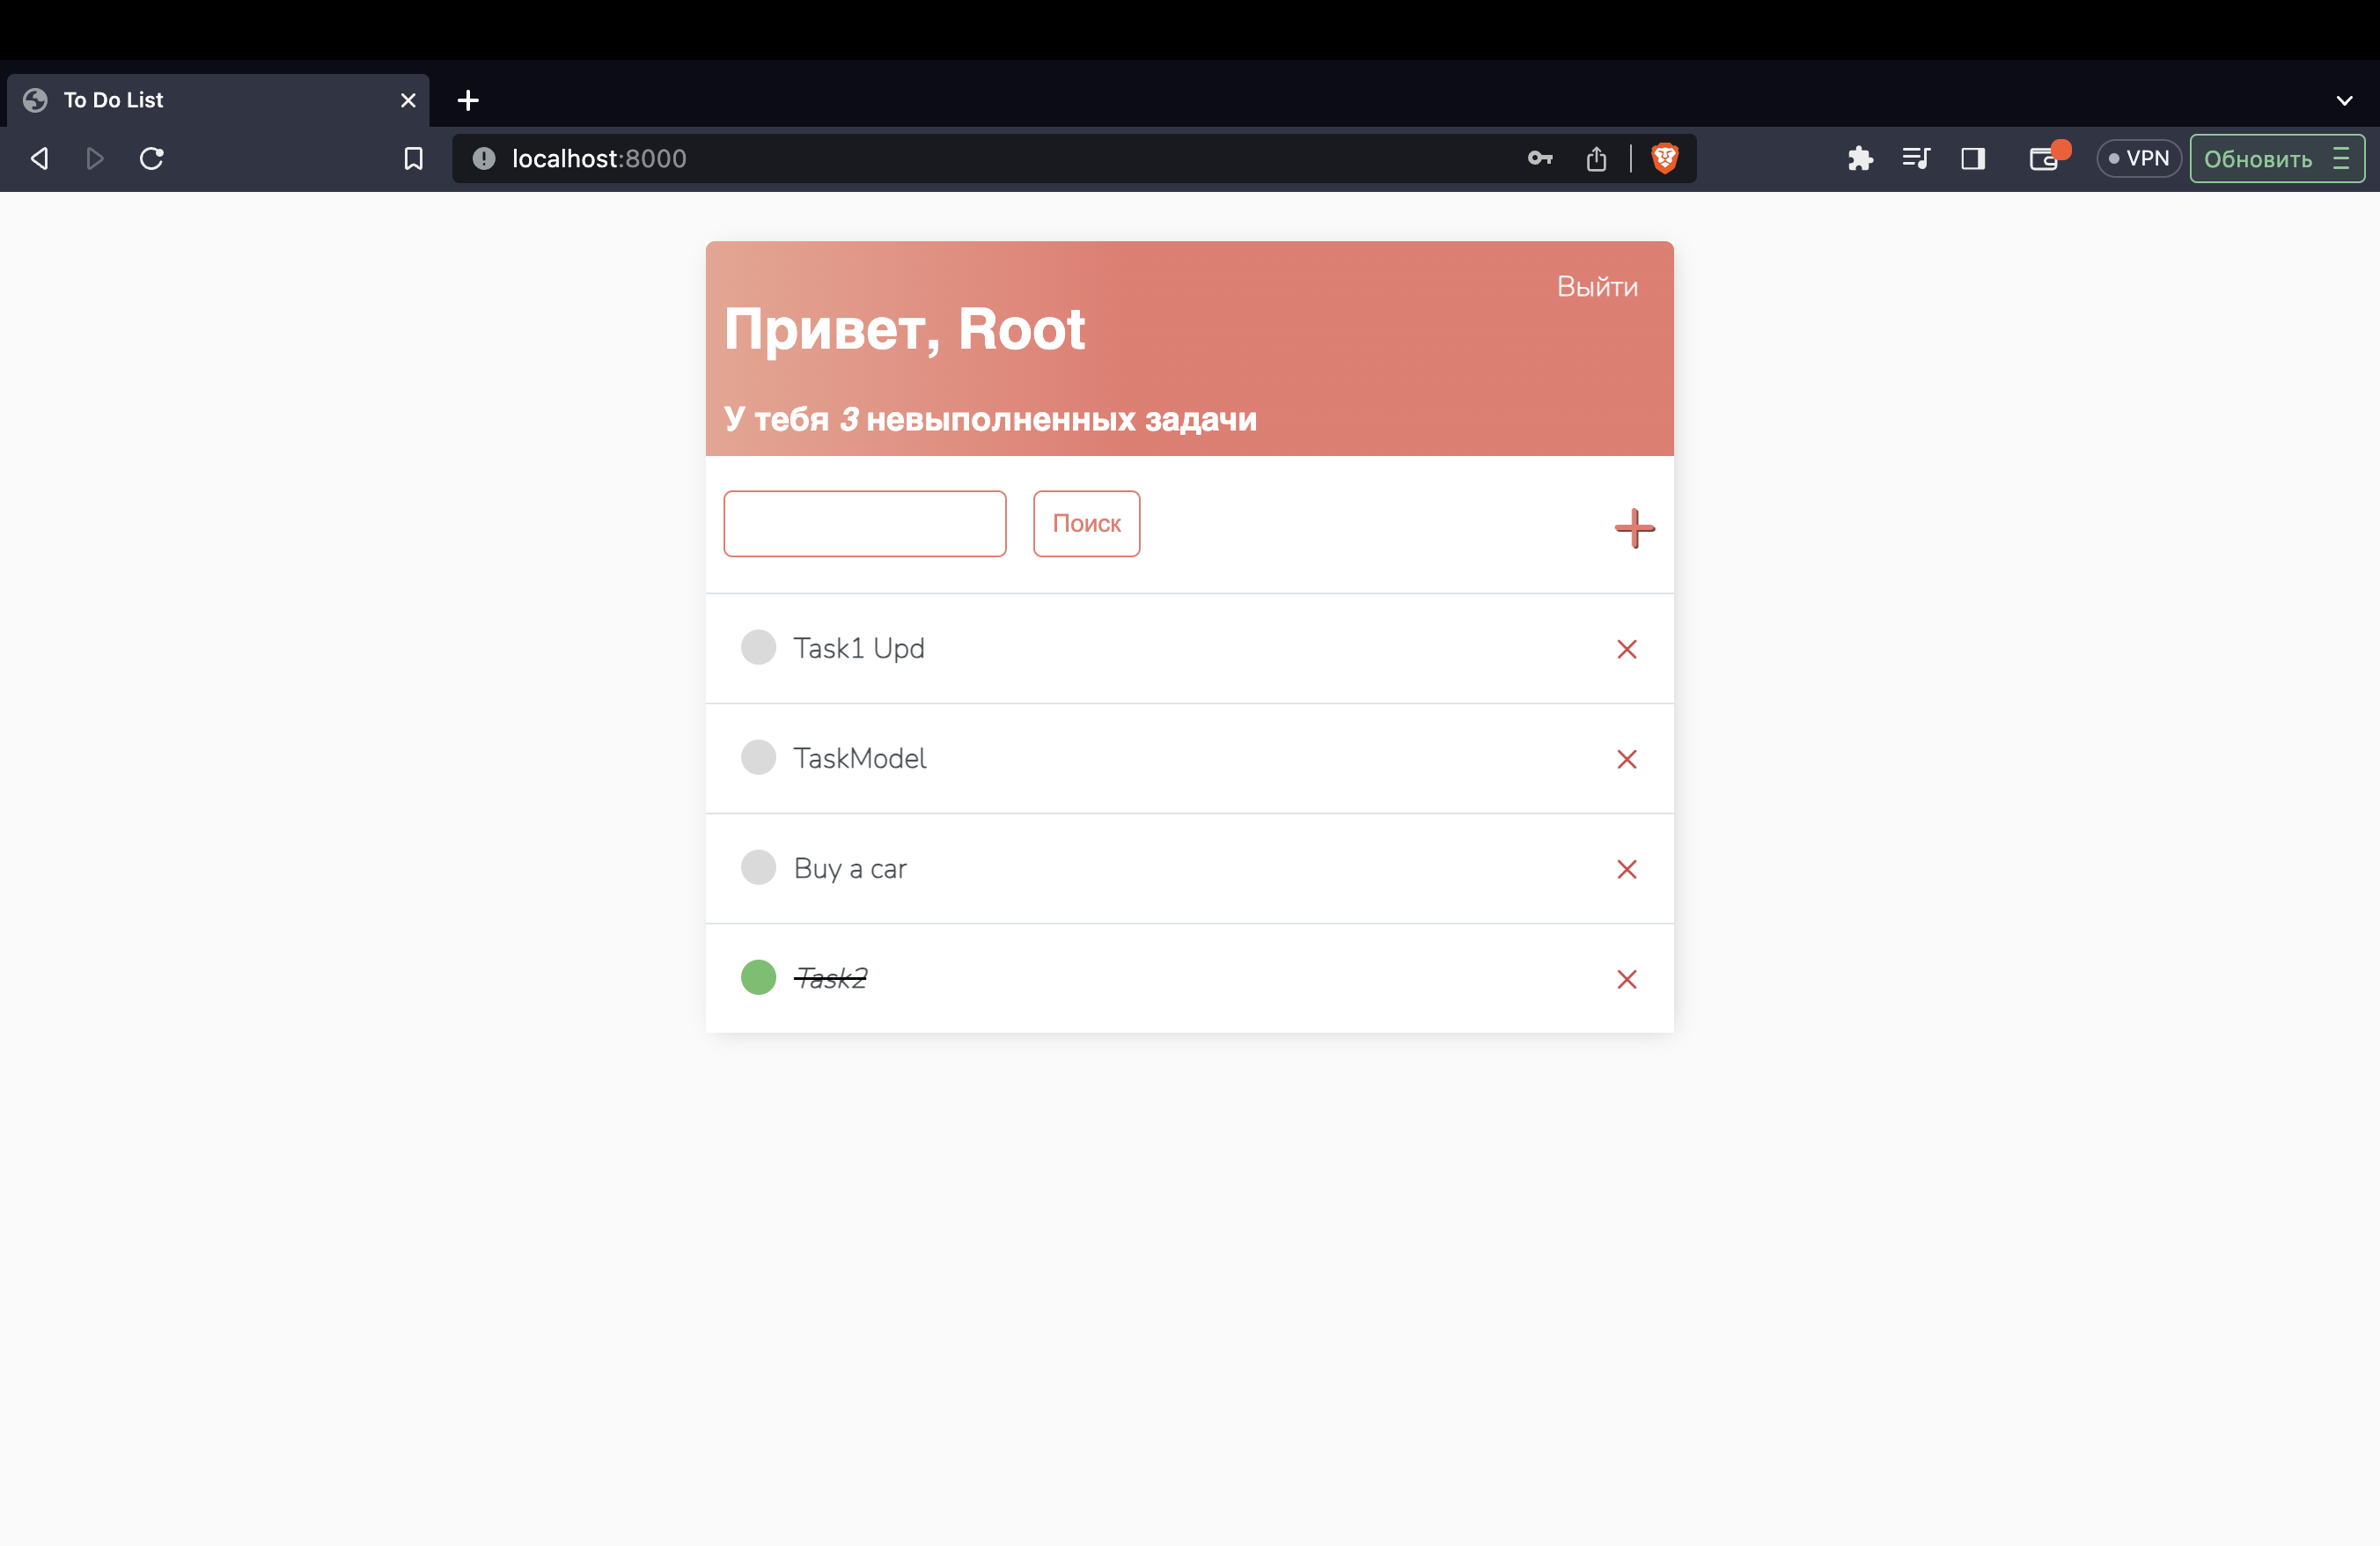 To Do List
localhost:8000
VPN
Обновить
Выйти
Привет, Root
У тебя 3 невыполненных задачи
Поиск
Task1 Upd
TaskModel
Buy a car
Task2